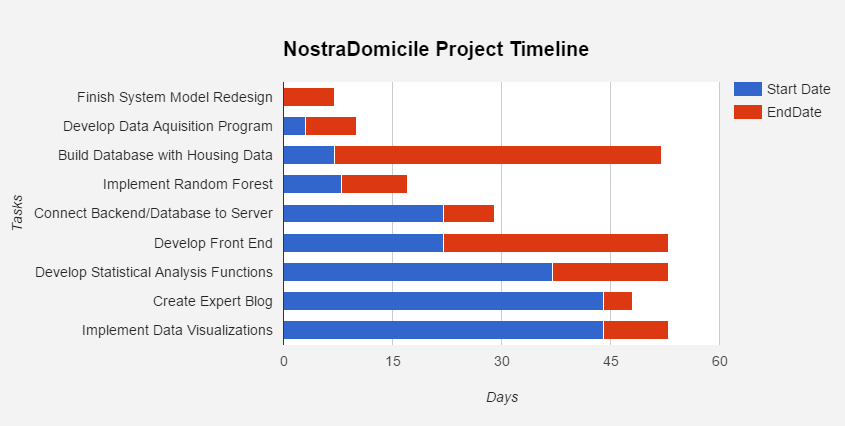 NostraDomicile Project Timeline
Start Date
EndDate
Tasks
Finish System Model Redesign
Develop Data Aquisition Program
Build Database with Housing Data
Implement Random Forest
Connect Backend/Database to Server
Develop Front End
Develop Statistical Analysis Functions
Create Expert Blog
Implement Data Visualizations
0 15 30 45 60
Days